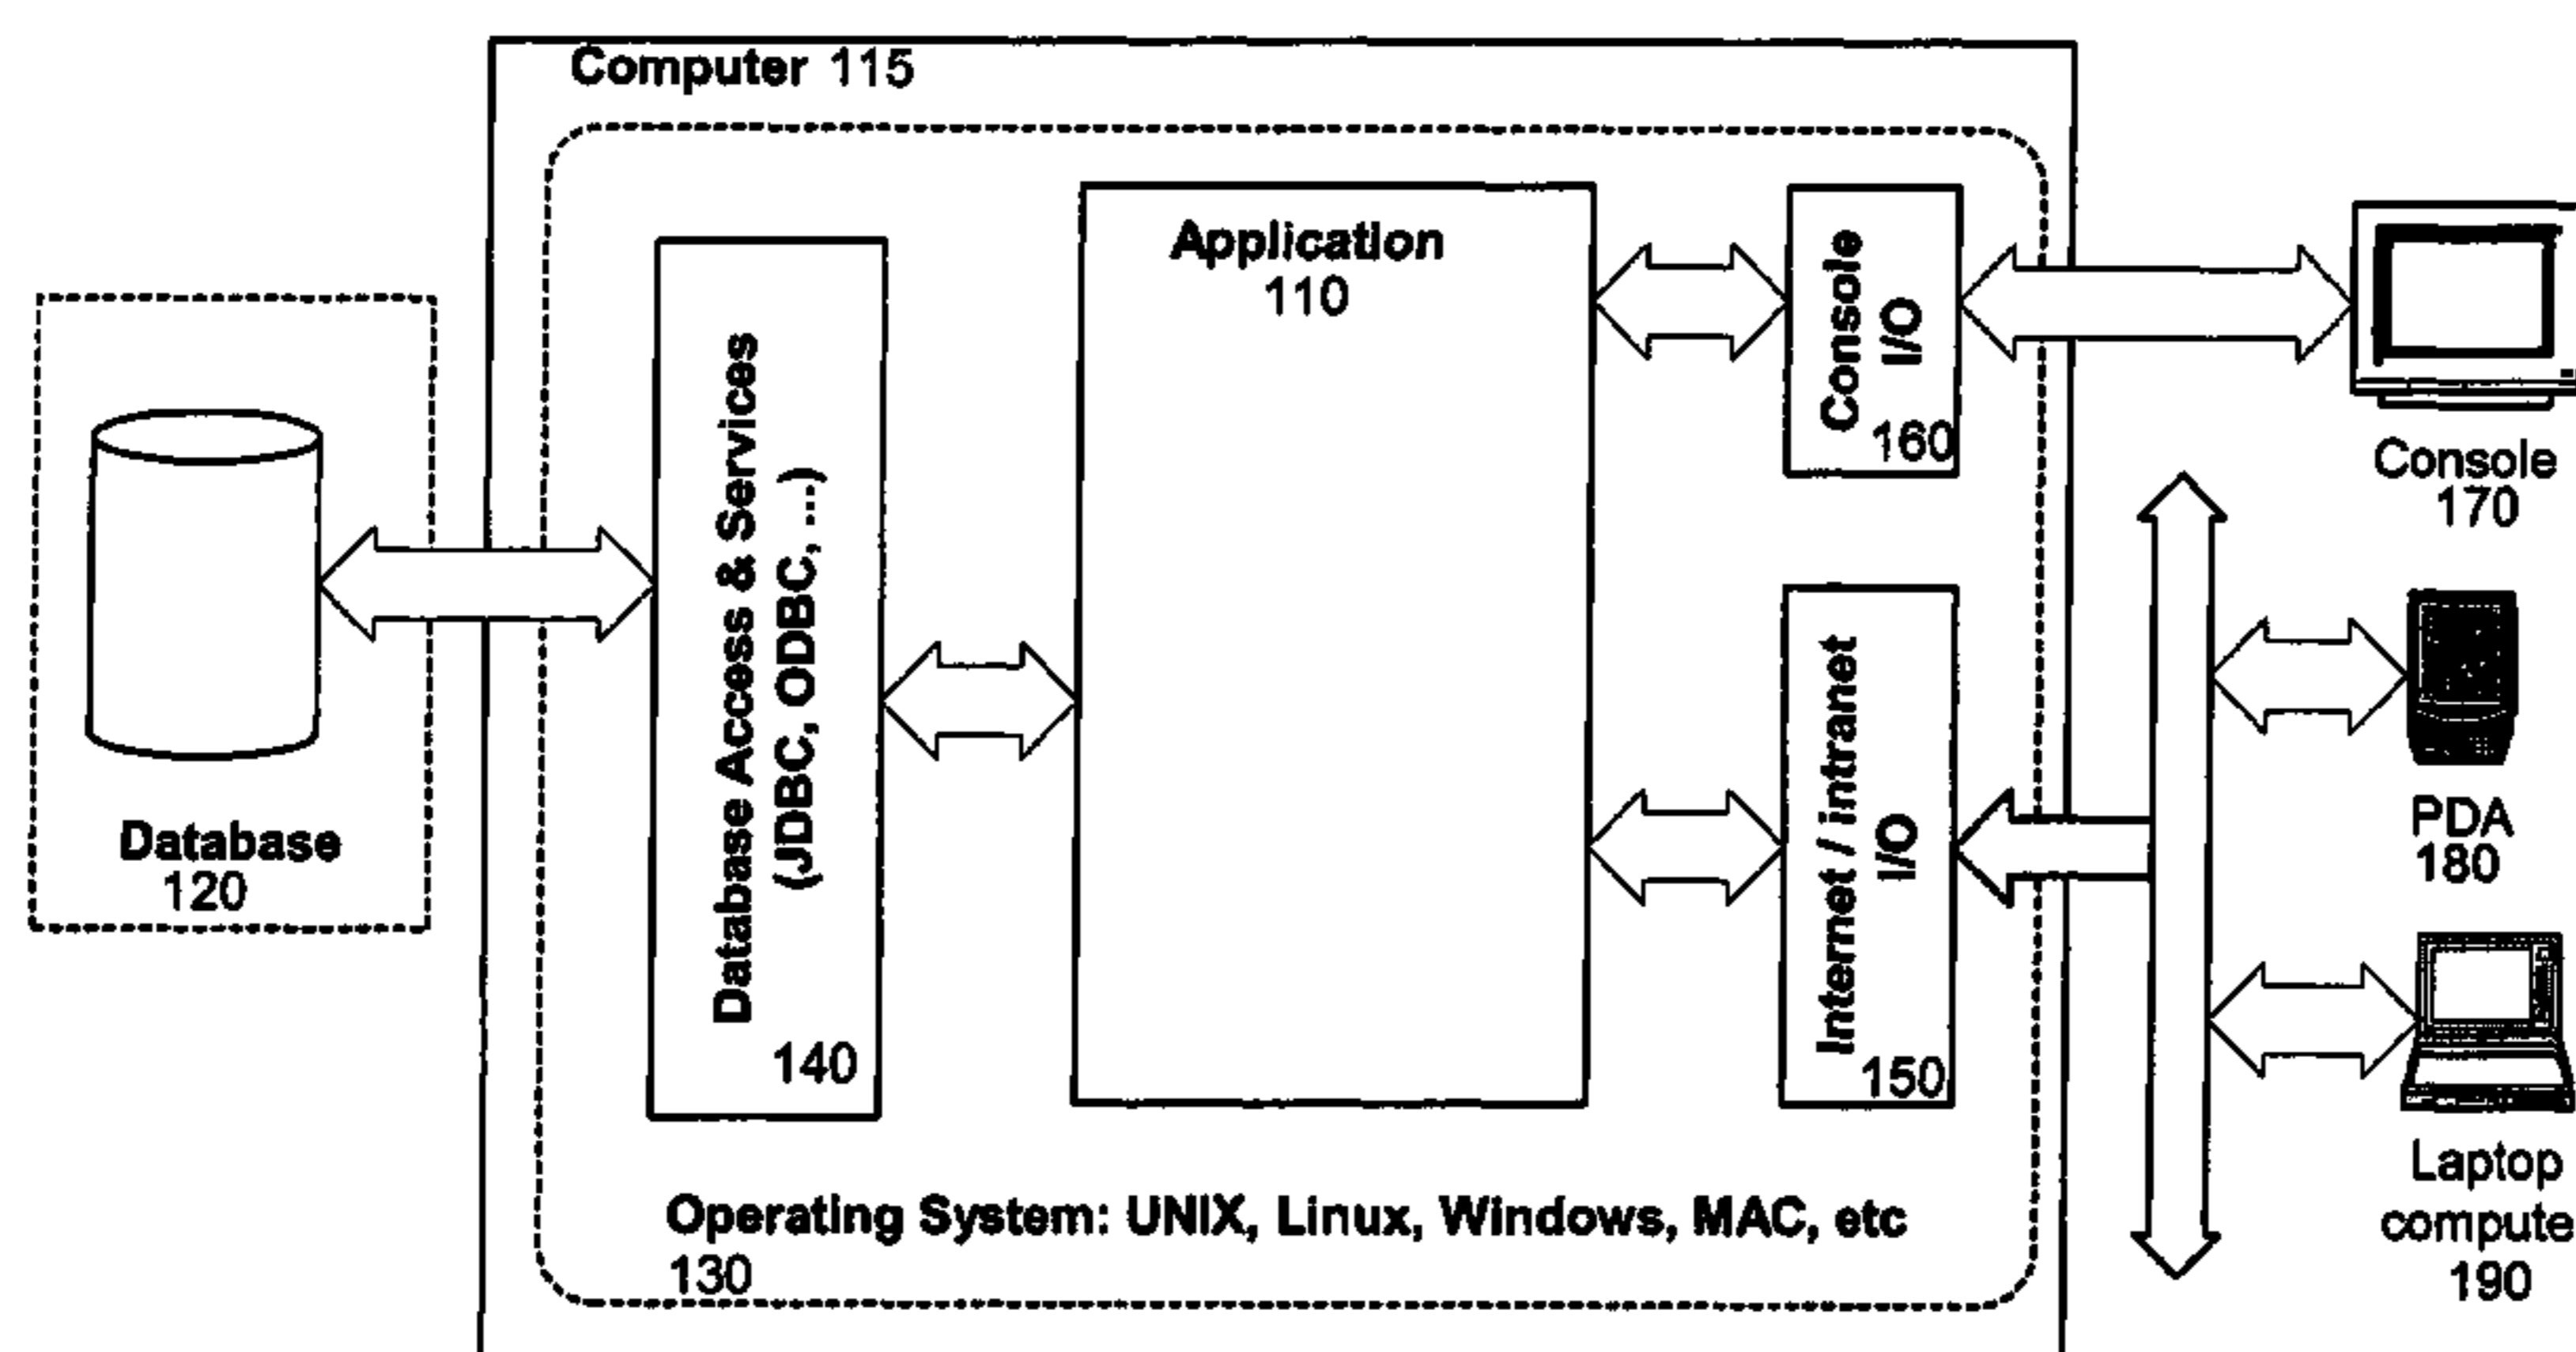 Computer 115
Application
110
Console
I/O
160
Console
170
Database Access & Services
(JDBC, ODBC, ...)
140
Database
120
Internet / intranet
I/O
150
PDA
180
Laptop
compute
190
Operating System: UNIX, Linux, Windows, MAC, etc
130